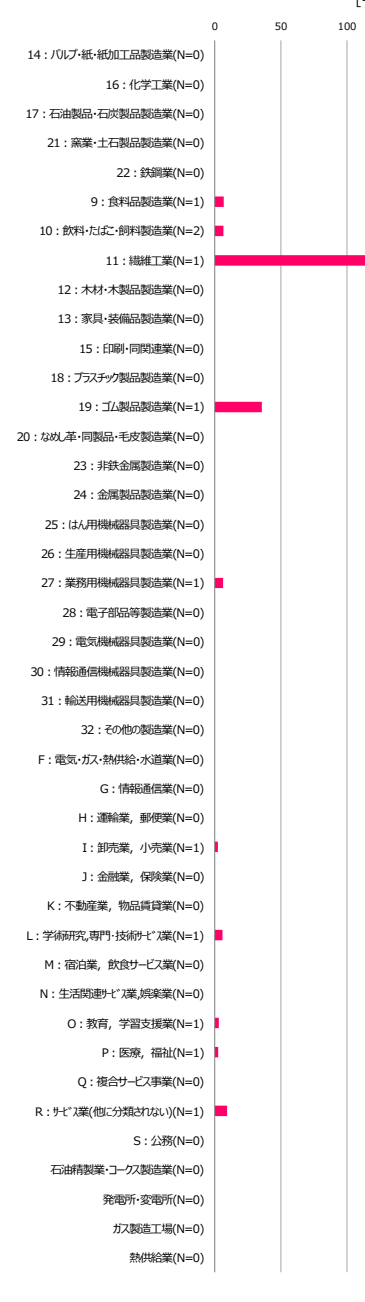 0 50 100
14：パルプ・紙・紙加工品製造業(N=0)
16：化学工業(N=0)
17：石油製品・石炭製品製造業(N=0)
21：窯業・土石製品製造業(N=0)
22：鉄鋼業(N=0)
9：食料品製造業(N=1)
10：飲料・たばこ・飼料製造業(N=2)
11：繊維工業(N=1)
12：木材・木製品製造業(N=0)
13：家具・装備品製造業(N=0)
15：印刷・同関連業(N=0)
18：プラスチック製品製造業(N=0)
19：ゴム製品製造業(N=1)
20：なめし革・同製品・毛皮製造業(N=0)
23：非鉄金属製造業(N=0)
24：金属製品製造業(N=0)
25：はん用機械器具製造業(N=0)
26：生産用機械器具製造業(N=0)
27：業務用機械器具製造業(N=1)
28：電子部品等製造業(N=0)
29：電気機械器具製造業(N=0)
30：情報通信機械器具製造業(N=0)
31：輸送用機械器具製造業(N=0)
32：その他の製造業(N=0)
F：電気・ガス・熱供給・水道業(N=0)
G：情報通信業(N=0)
H：運輸業，郵便業(N=0)
I：卸売業，小売業(N=1)
J：金融業，保険業(N=0)
K：不動産業，物品賃貸業(N=0)
L：学術研究,専門・技術ｻｰﾋﾞｽ業(N=1)
M：宿泊業，飲食サービス業(N=0)
N：生活関連ｻｰﾋﾞｽ業,娯楽業(N=0)
O：教育，学習支援業(N=1)
P：医療，福祉(N=1)
Q：複合サービス事業(N=0)
R：ｻｰﾋﾞｽ業(他に分類されない)(N=1)
S：公務(N=0)
石油精製業・コークス製造業(N=0)
発電所・変電所(N=0)
ガス製造工場(N=0)
熱供給業(N=0)